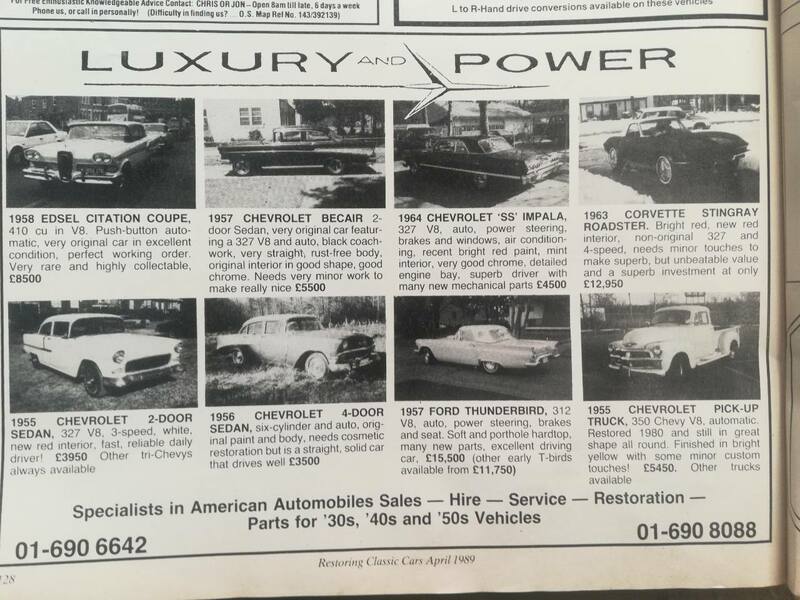 For Free Enthusiastic Knowledgeable Advice Contact: CHRIS OR JON – Open 8am till late, 6 days a week
Phone us, or call in personally! (Difficulty in finding us? ... O.S. Map Rel No. 143/392139)
L to R-Hand drive conversions available on these vehicles
LUXURY AND POWER
1958 EDSEL CITATION COUPE,
410 cu in V8. Push-button auto-
matic, very original car in excellent
condition, perfect working order.
Very rare and highly collectable,
£8500
1957 CHEVROLET BECAIR 2-
door Sedan, very original car featur-
ing a 327 V8 and auto, black coach-
work, very straight, rust-free body,
original interior in good shape, good
chrome. Needs very minor work to
make really nice £5500
1964 CHEVROLET 'SS' IMPALA,
327 V8, auto, power steering,
brakes and windows, air condition-
ing, recent bright red paint, mint
interior, very good chrome, detailed
engine bay, superb driver with
many new mechanical parts £4500
1963 CORVETTE STINGRAY
ROADSTER. Bright red, new red
interior, non-original 327 and
4-speed, needs minor touches to
make superb, but unbeatable value
and a superb investment at only
£12,950
1955 CHEVROLET 2-DOOR
SEDAN, 327 V8, 3-speed, white,
new red interior, fast, reliable daily
driver! £3950 Other tri-Chevys
always available
1956 CHEVROLET 4-DOOR
SEDAN, six-cylinder and auto, orig-
inal paint and body, needs cosmetic
restoration but is a straight, solid car
that drives well £3500
1957 FORD THUNDERBIRD, 312
V8, auto, power steering, brakes
and seat. Soft and porthole hardtop,
many new parts, excellent driving
car, £15,500 (other early T-birds
available from £11,750)
1955 CHEVROLET PICK-UP
TRUCK, 350 Chevy V8, automatic.
Restored 1980 and still in great
shape all round. Finished in bright
yellow with some minor custom
touches! £5450. Other trucks
available
Specialists in American Automobiles Sales — Hire — Service — Restoration —
Parts for '30s, '40s and '50s Vehicles
01-690 6642
01-690 8088
Restoring Classic Cars April 1989
128